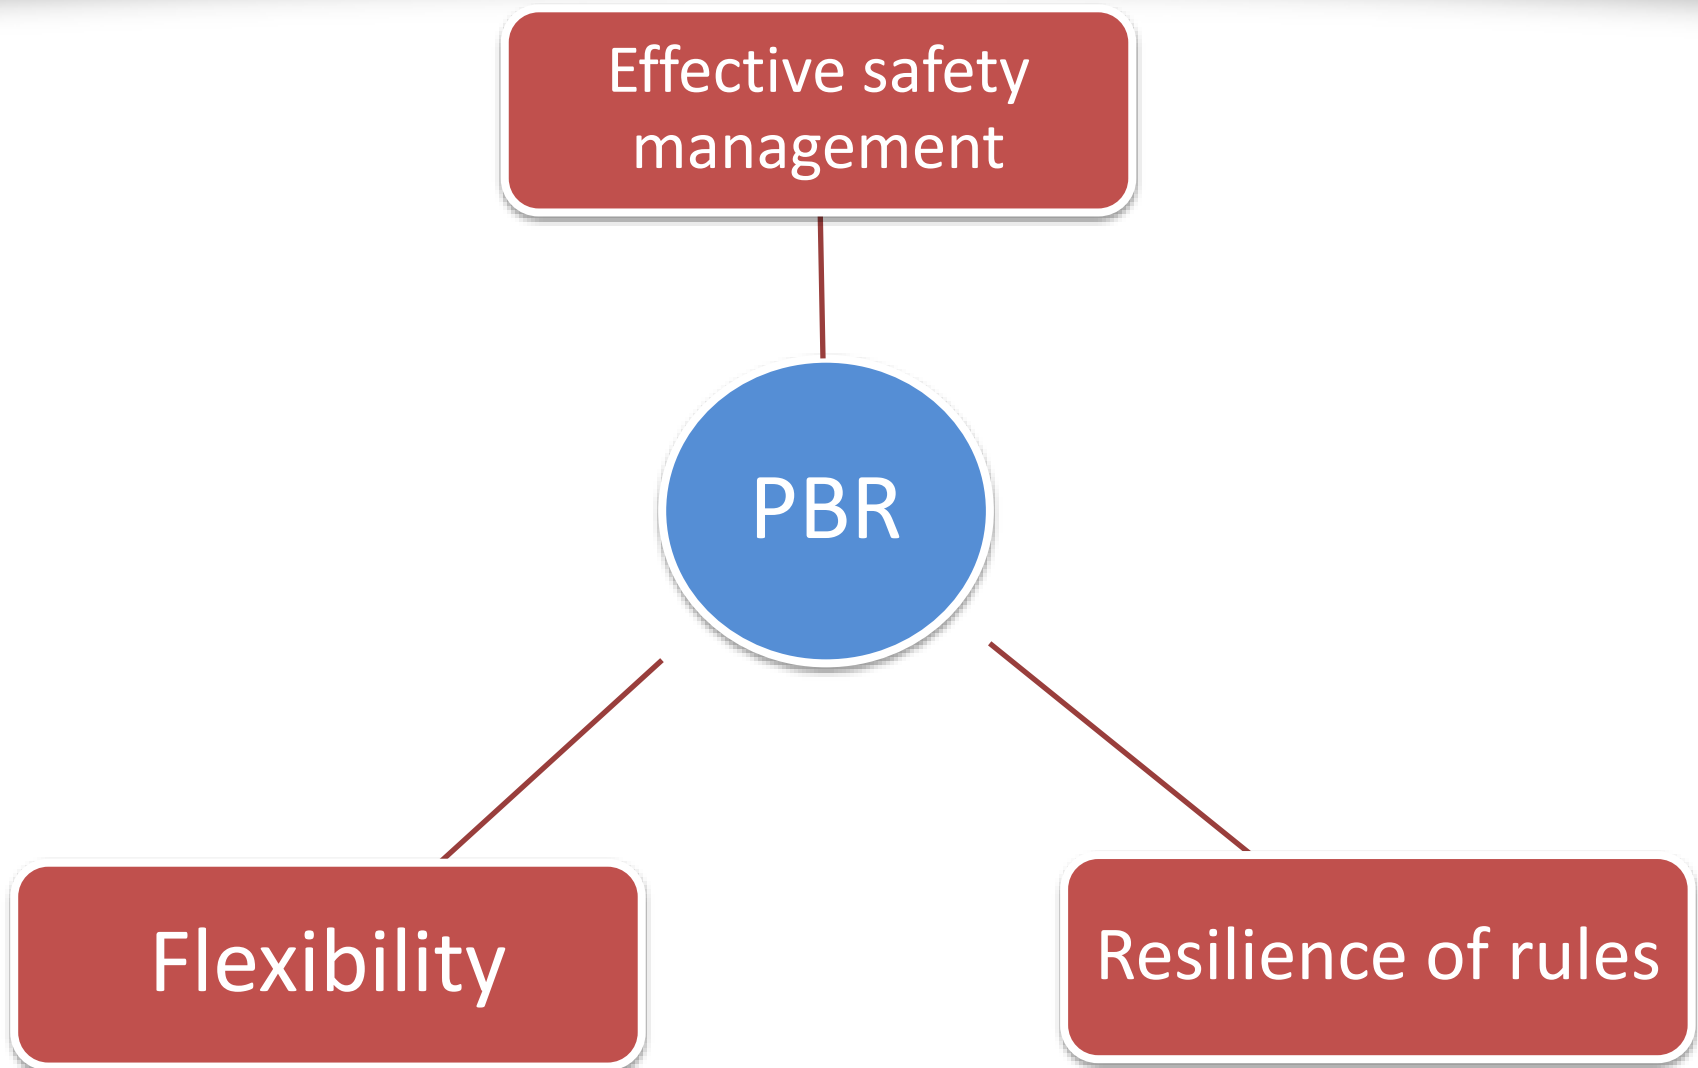 Effective safety
management
PBR
Flexibility
Resilience of rules